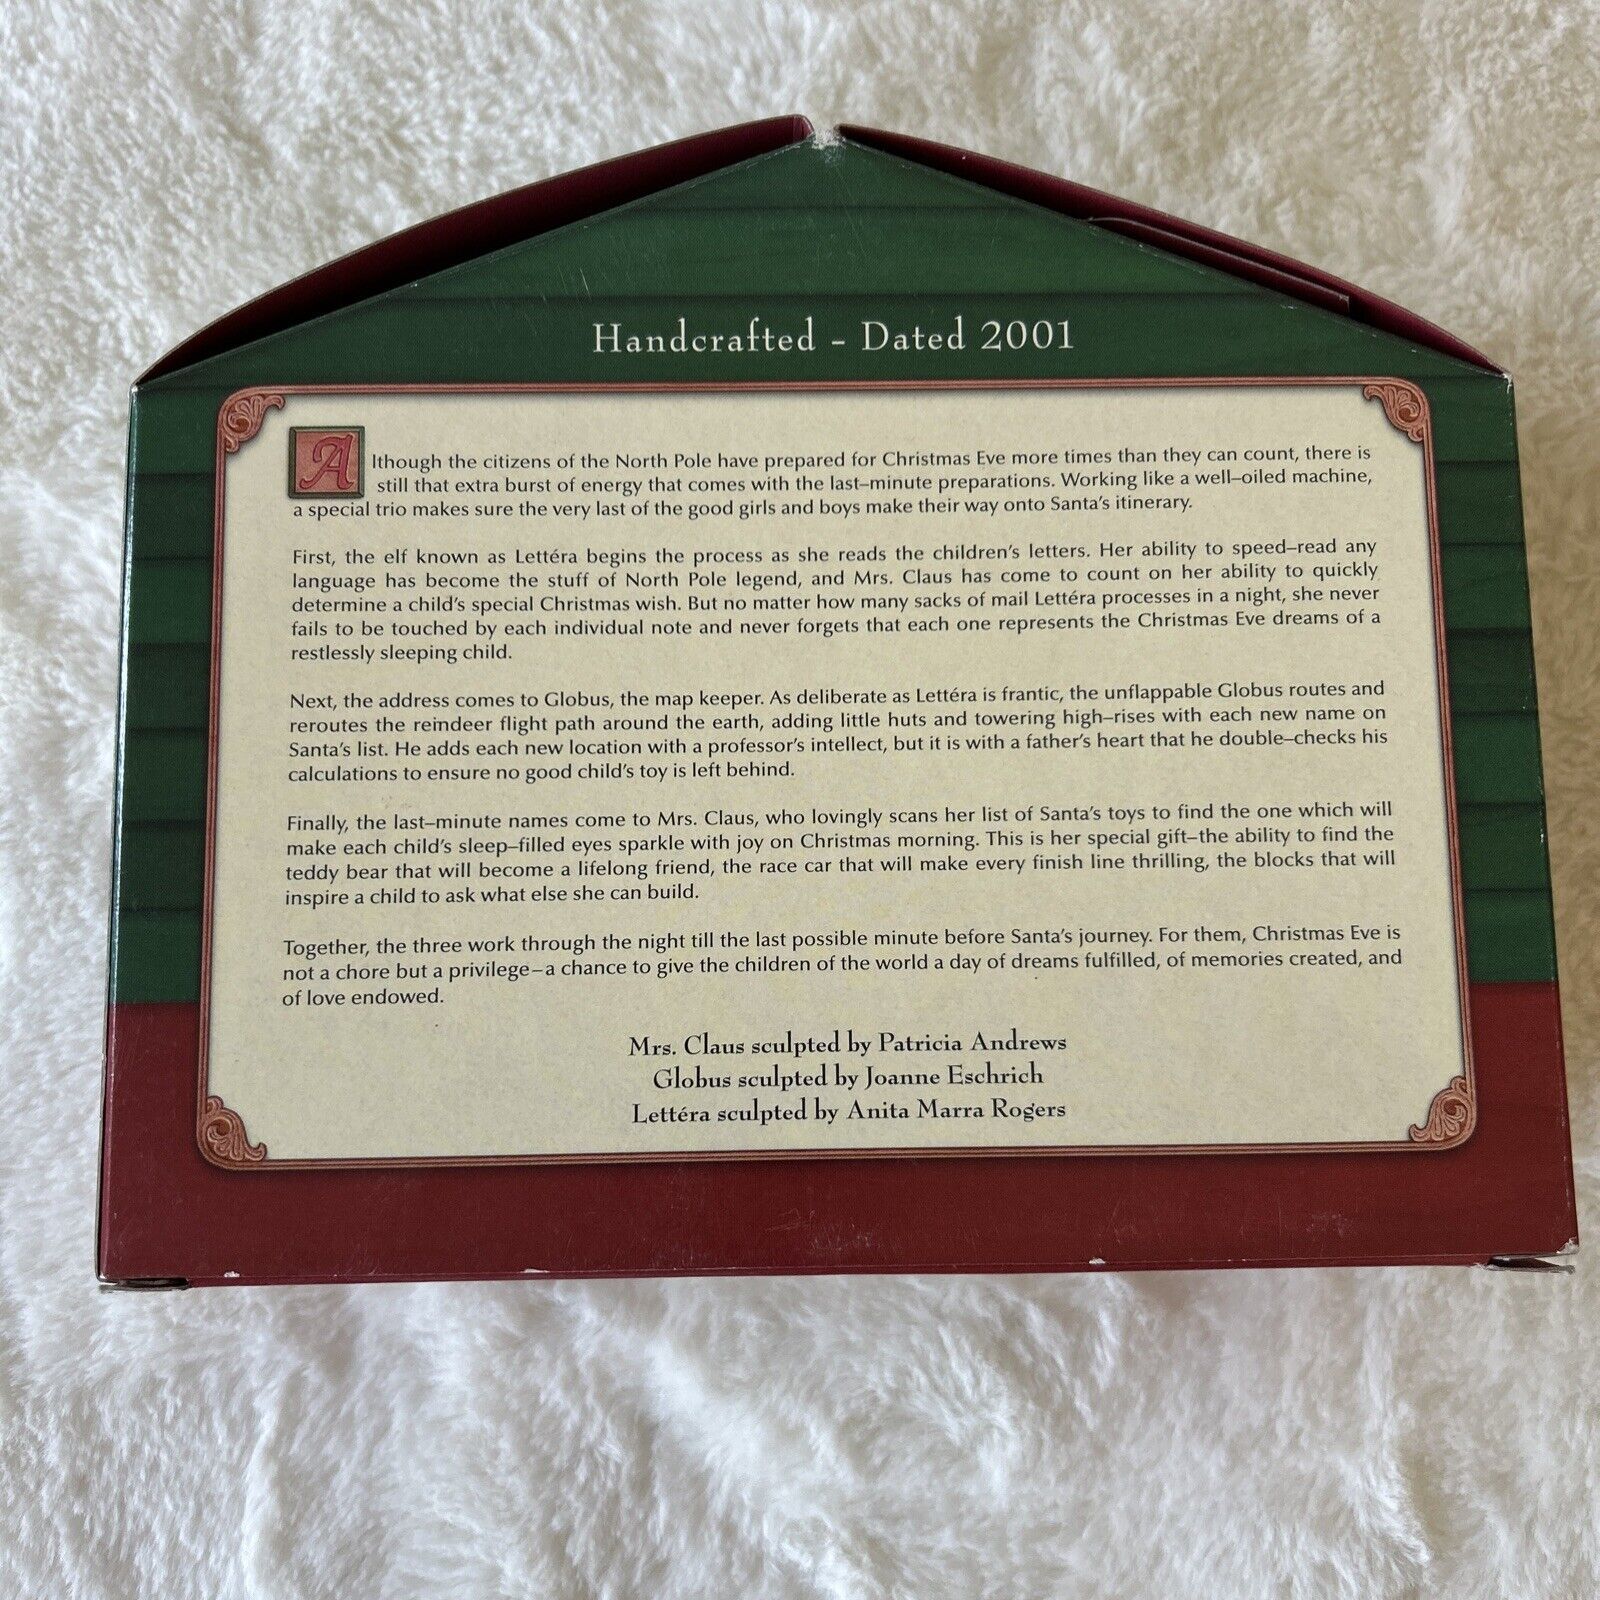 Handcrafted - Dated 2001
Although the citizens of the North Pole have prepared for Christmas Eve more times than they can count, there is
still that extra burst of energy that comes with the last–minute preparations. Working like a well–oiled machine,
a special trio makes sure the very last of the good girls and boys make their way onto Santa's itinerary.
First, the elf known as Lettéra begins the process as she reads the children's letters. Her ability to speed–read any
language has become the stuff of North Pole legend, and Mrs. Claus has come to count on her ability to quickly
determine a child's special Christmas wish. But no matter how many sacks of mail Lettéra processes in a night, she never
fails to be touched by each individual note and never forgets that each one represents the Christmas Eve dreams of a
restlessly sleeping child.
Next, the address comes to Globus, the map keeper. As deliberate as Lettéra is frantic, the unflappable Globus routes and
reroutes the reindeer flight path around the earth, adding little huts and towering high–rises with each new name on
Santa's list. He adds each new location with a professor's intellect, but it is with a father's heart that he double–checks his
calculations to ensure no good child's toy is left behind.
Finally, the last–minute names come to Mrs. Claus, who lovingly scans her list of Santa's toys to find the one which will
make each child's sleep–filled eyes sparkle with joy on Christmas morning. This is her special gift–the ability to find the
teddy bear that will become a lifelong friend, the race car that will make every finish line thrilling, the blocks that will
inspire a child to ask what else she can build.
Together, the three work through the night till the last possible minute before Santa's journey. For them, Christmas Eve is
not a chore but a privilege–a chance to give the children of the world a day of dreams fulfilled, of memories created, and
of love endowed.
Mrs. Claus sculpted by Patricia Andrews
Globus sculpted by Joanne Eschrich
Lettéra sculpted by Anita Marra Rogers